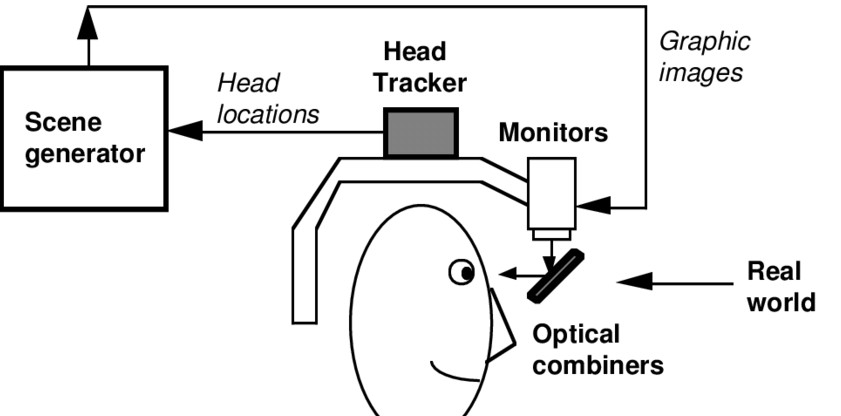 Head
Tracker
Graphic
images
Head
locations
Scene
generator
Monitors
Real
world
Optical
combiners